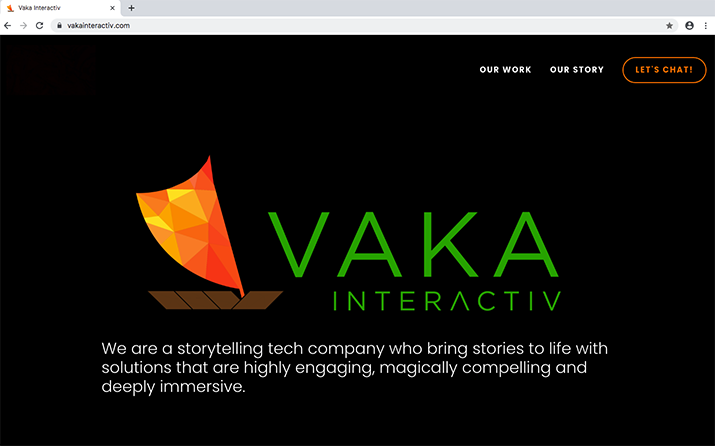 Vaka Interactiv
vakainteractiv.com
OUR WORK OUR STORY LET'S CHAT!
VAKA
INTERACTIV
We are a storytelling tech company who bring stories to life with
solutions that are highly engaging, magically compelling and
deeply immersive.